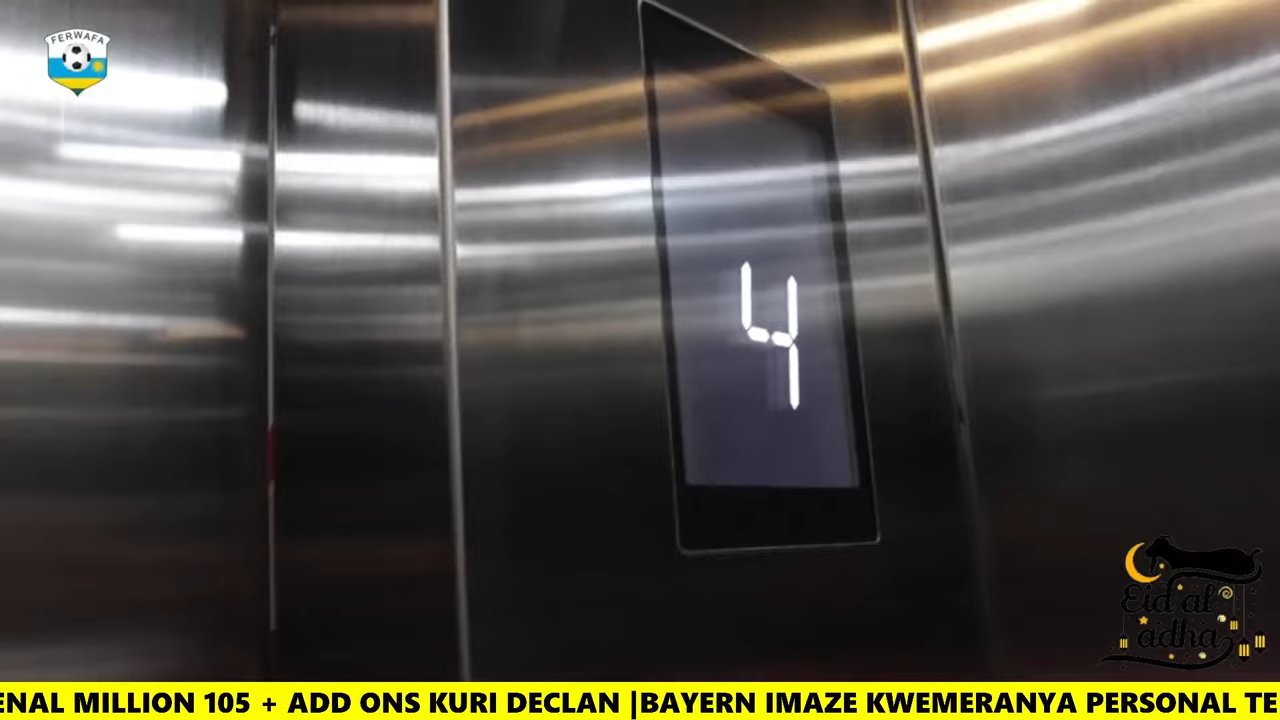 FERWAFA
4
Eid al
adha
ENAL MILLION 105 + ADD ONS KURI DECLAN |BAYERN IMAZE KWEMERANYA PERSONAL TE